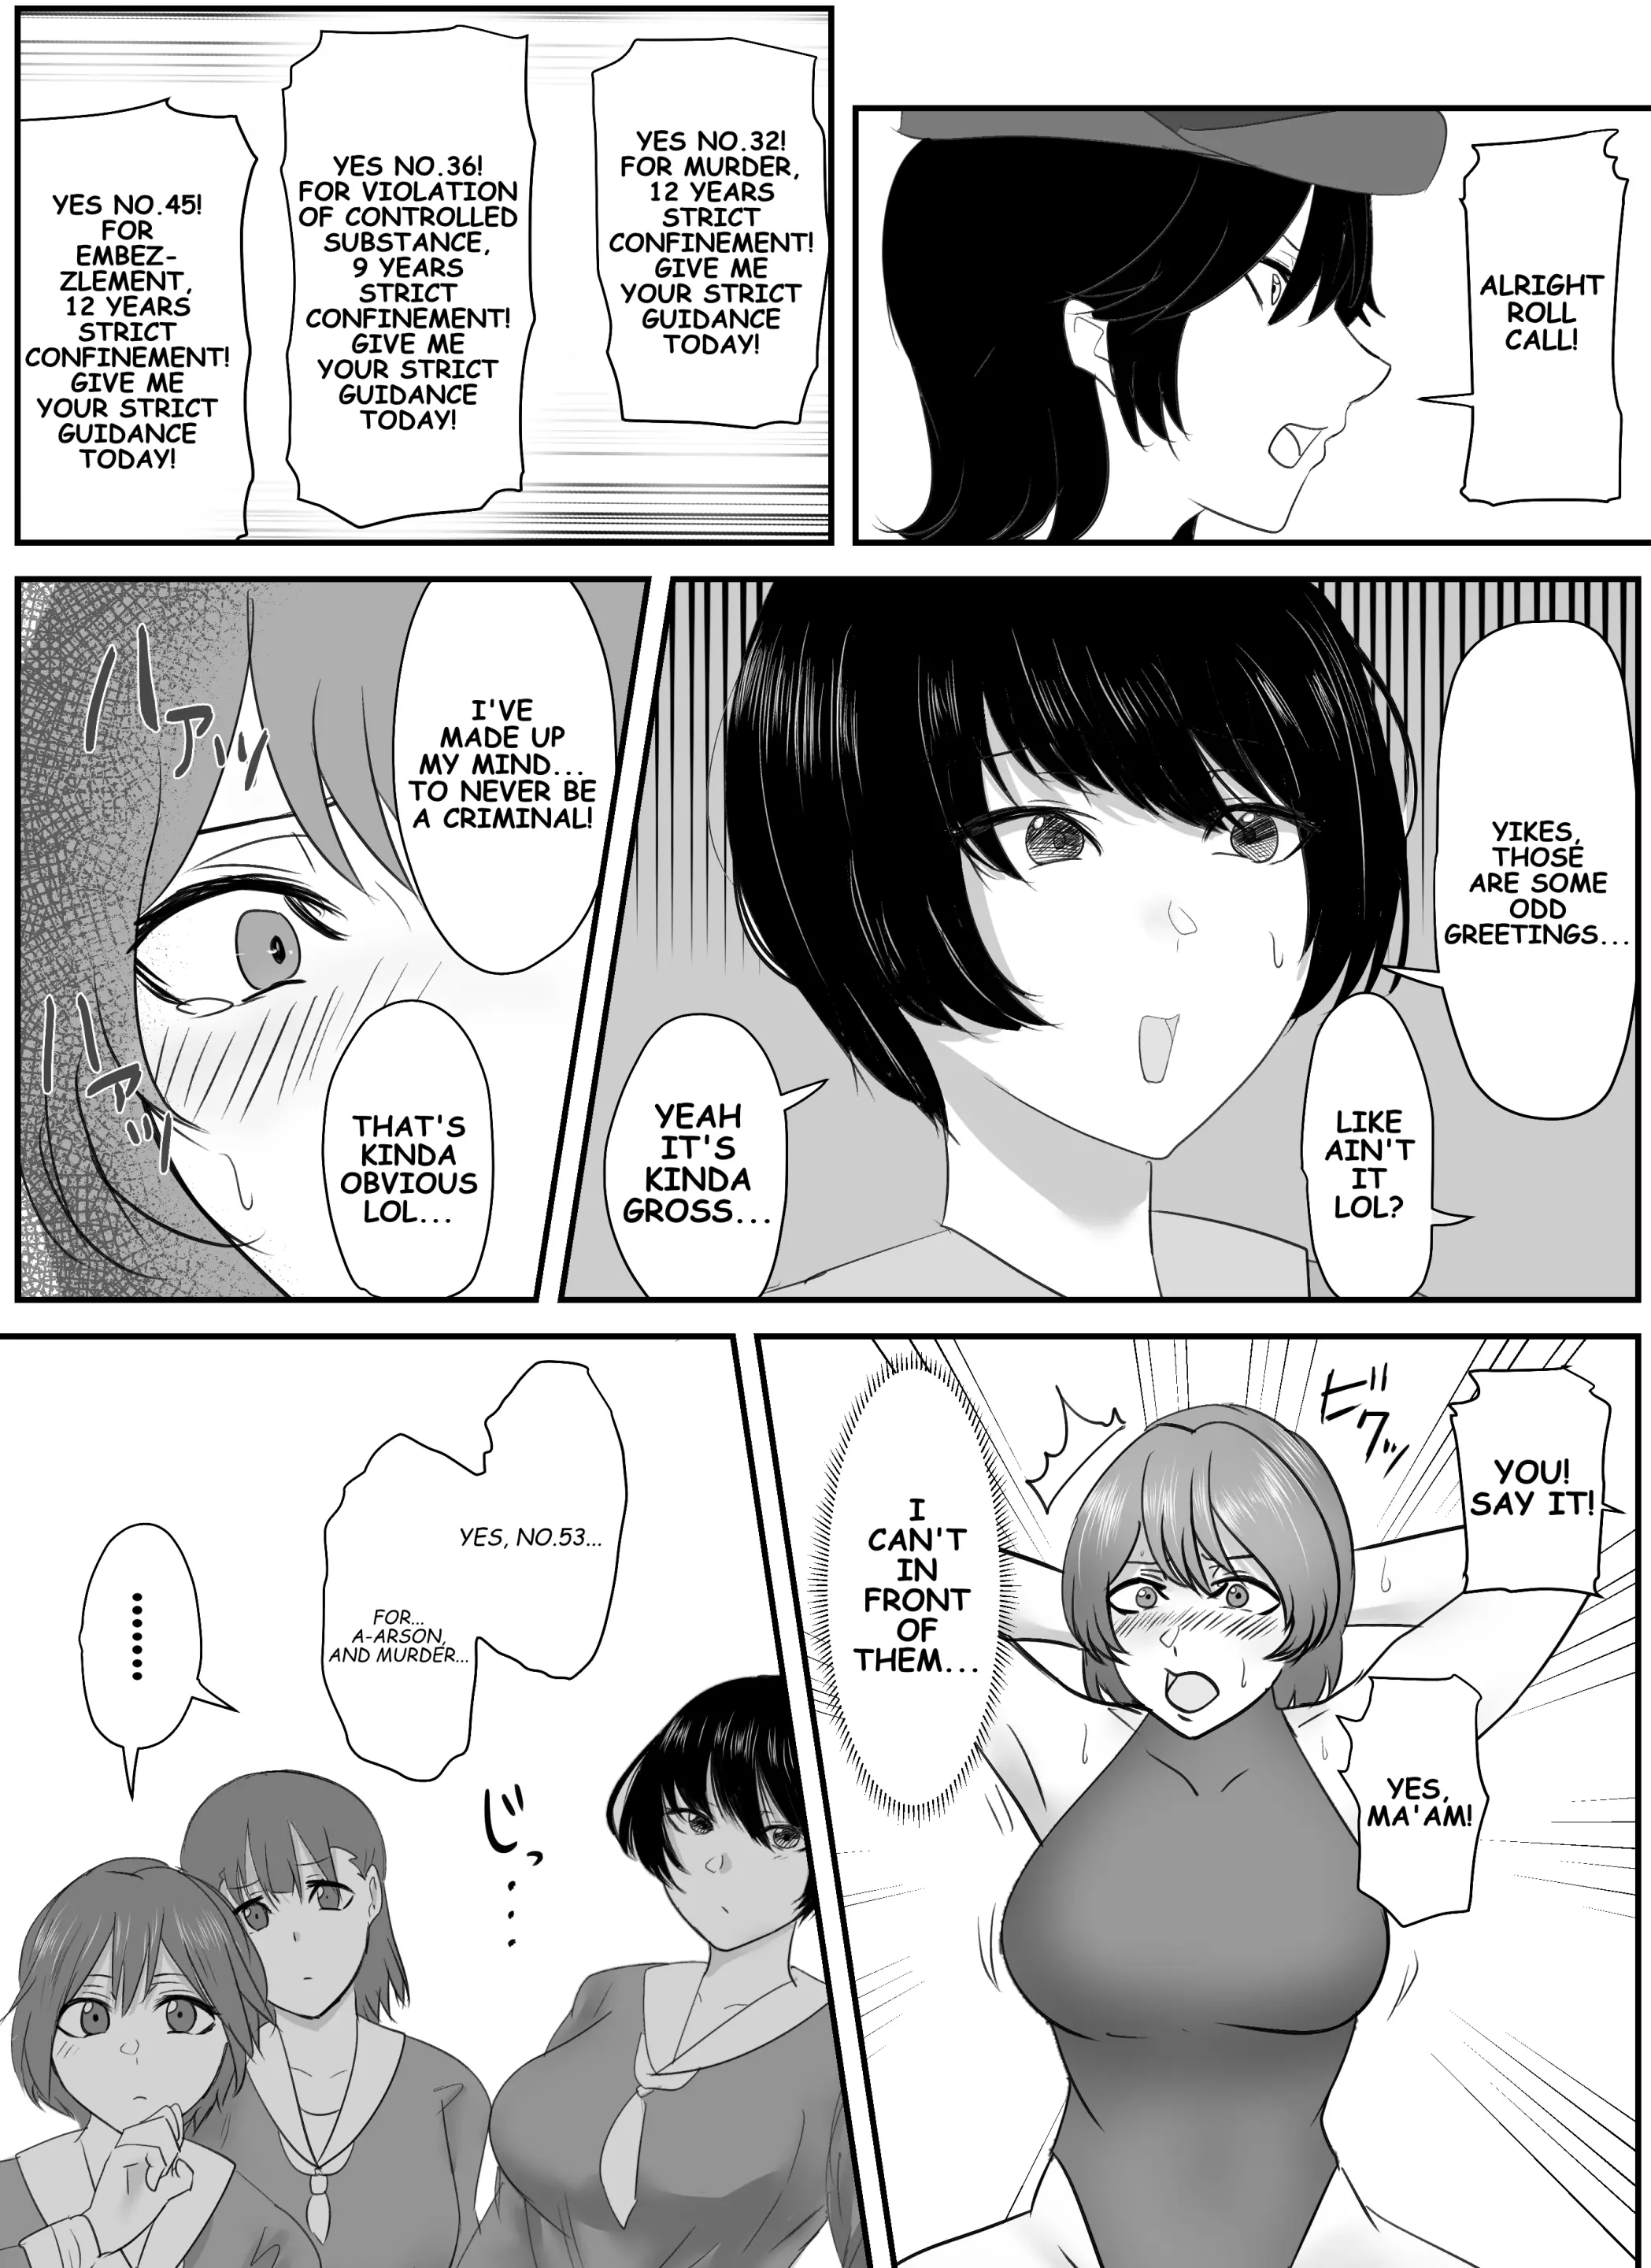 ALRIGHT
ROLL
CALL!
YES NO.32!
FOR MURDER,
12 YEARS
STRICT
CONFINEMENT!
GIVE ME
YOUR STRICT
GUIDANCE
TODAY!
YES NO.36!
FOR VIOLATION
OF CONTROLLED
SUBSTANCE,
9 YEARS
STRICT
CONFINEMENT!
GIVE ME
YOUR STRICT
GUIDANCE
TODAY!
YES NO.45!
FOR
EMBEZ-
ZLEMENT,
12 YEARS
STRICT
CONFINEMENT!
GIVE ME
YOUR STRICT
GUIDANCE
TODAY!
YIKES,
THOSE
ARE SOME
ODD
GREETINGS...
LIKE
AIN'T
IT
LOL?
YEAH
IT'S
KINDA
GROSS...
I'VE
MADE UP
MY MIND...
TO NEVER BE
A CRIMINAL!
ハアッ
THAT'S
KINDA
OBVIOUS
LOL...
ハアッ
YOU!
SAY IT!
ビクッ
YES,
MA'AM!
I
CAN'T
IN
FRONT
OF
THEM...
YES, NO.53...
FOR...
A-ARSON,
AND MURDER...
じっ...
.......